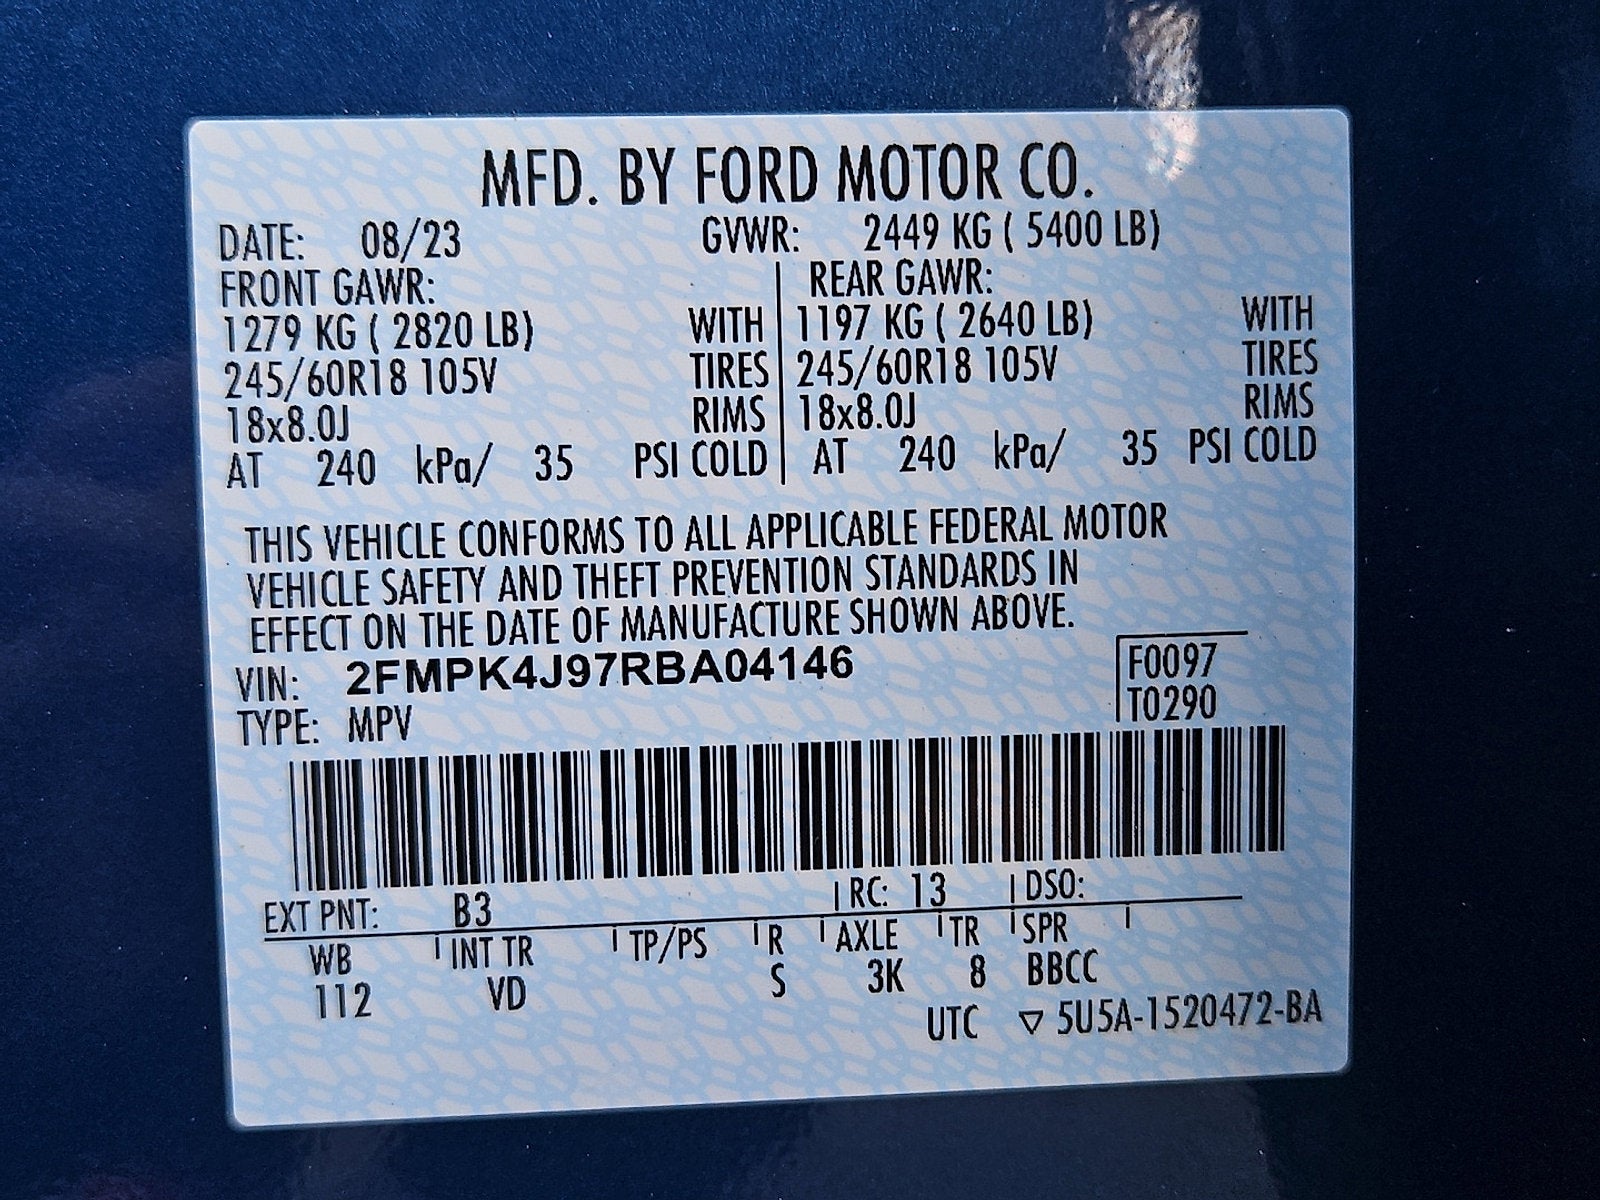 MFD. BY FORD MOTOR CO.
DATE: 08/23 GVWR: 2449 KG ( 5400 LB)
FRONT GAWR: REAR GAWR:
1279 KG ( 2820 LB) WITH 1197 KG ( 2640 LB) WITH
245/60R18 105V TIRES 245/60R18 105V TIRES
18x8.0J RIMS 18x8.0J RIMS
AT 240 kPa/ 35 PSI COLD AT 240 kPa/ 35 PSI COLD
THIS VEHICLE CONFORMS TO ALL APPLICABLE FEDERAL MOTOR
VEHICLE SAFETY AND THEFT PREVENTION STANDARDS IN
EFFECT ON THE DATE OF MANUFACTURE SHOWN ABOVE.
VIN: 2FMPK4J97RBA04146 F0097
TYPE: MPV T0290
EXT PNT: B3 RC: 13 DSO:
WB INT TR TP/PS R AXLE TR SPR
112 VD S 3K 8 BBCC
UTC ▽ 5U5A-1520472-BA